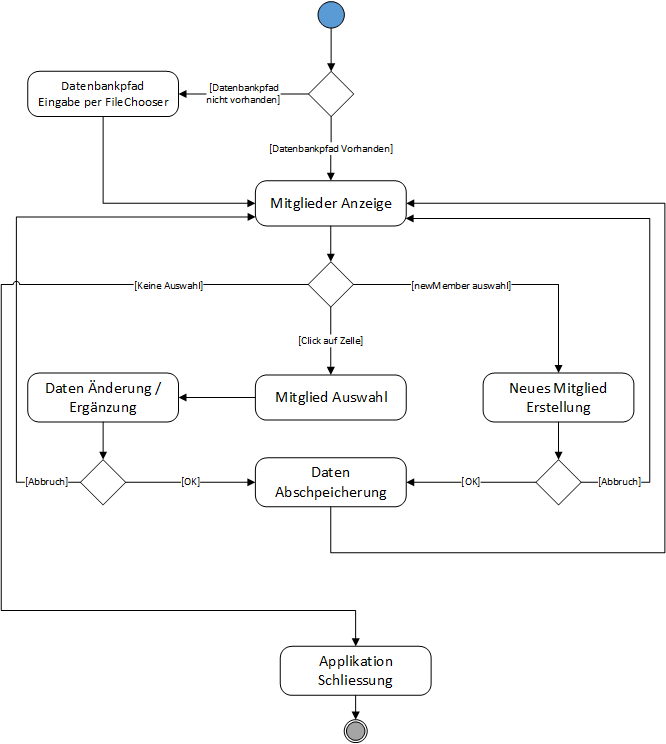 [Datenbankpfad
nicht vorhanden]
Datenbankpfad
Eingabe per FileChooser
[Datenbankpfad Vorhanden]
Mitglieder Anzeige
[Keine Auswahl]
[newMember auswahl]
[Click auf Zelle]
Daten Änderung /
Ergänzung
Mitglied Auswahl
Neues Mitglied
Erstellung
[Abbruch]
[OK]
Daten
Abschpeicherung
[OK]
[Abbruch]
Applikation
Schliessung